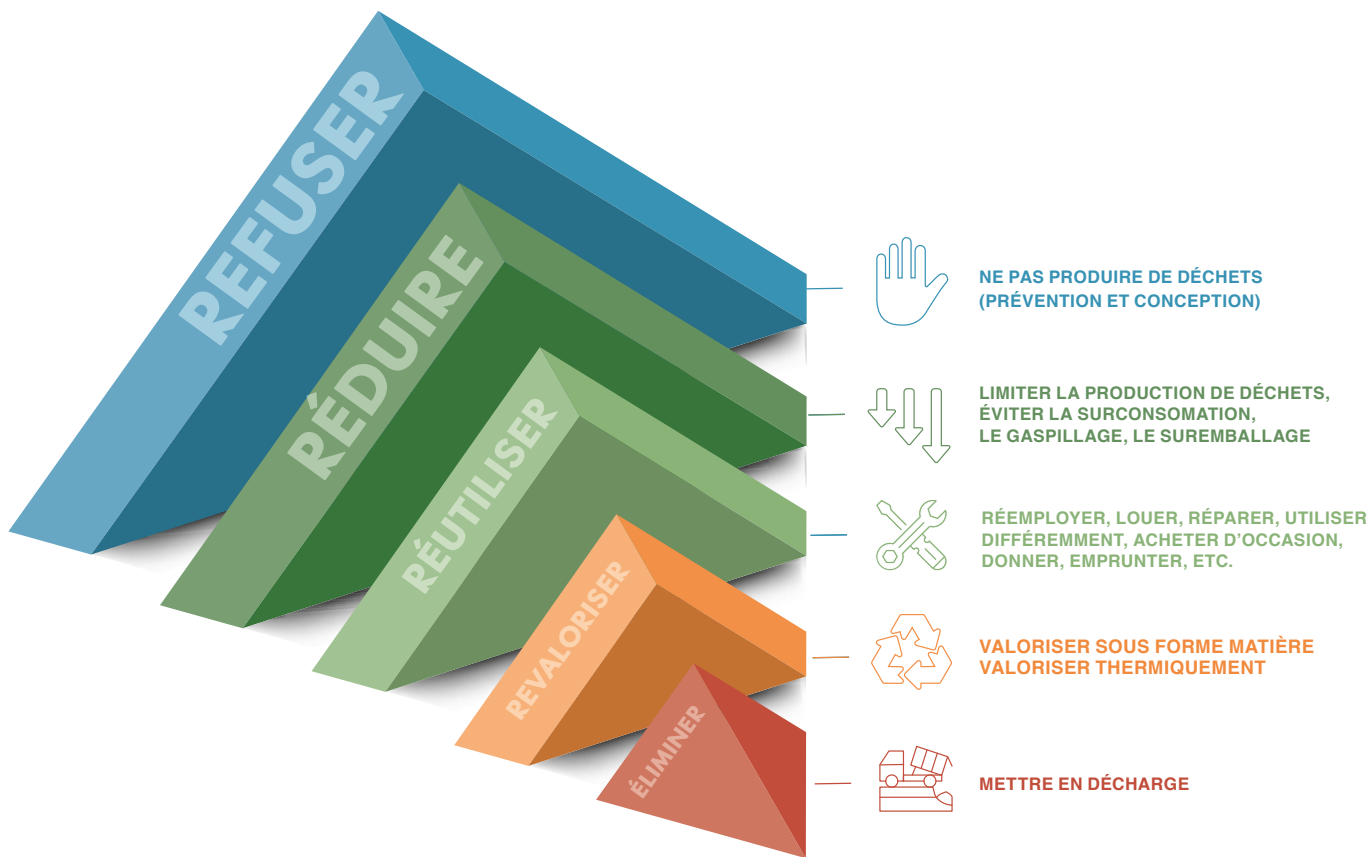 REFUSER
NE PAS PRODUIRE DE DÉCHETS
(PRÉVENTION ET CONCEPTION)
RÉDUIRE
LIMITER LA PRODUCTION DE DÉCHETS,
ÉVITER LA SURCONSOMATION,
LE GASPILLAGE, LE SUREMBALLAGE
RÉUTILISER
RÉEMPLOYER, LOUER, RÉPARER, UTILISER
DIFFÉREMMENT, ACHETER D'OCCASION,
DONNER, EMPRUNTER, ETC.
REVALORISER
VALORISER SOUS FORME MATIÈRE
VALORISER THERMIQUEMENT
ÉLIMINER
METTRE EN DÉCHARGE